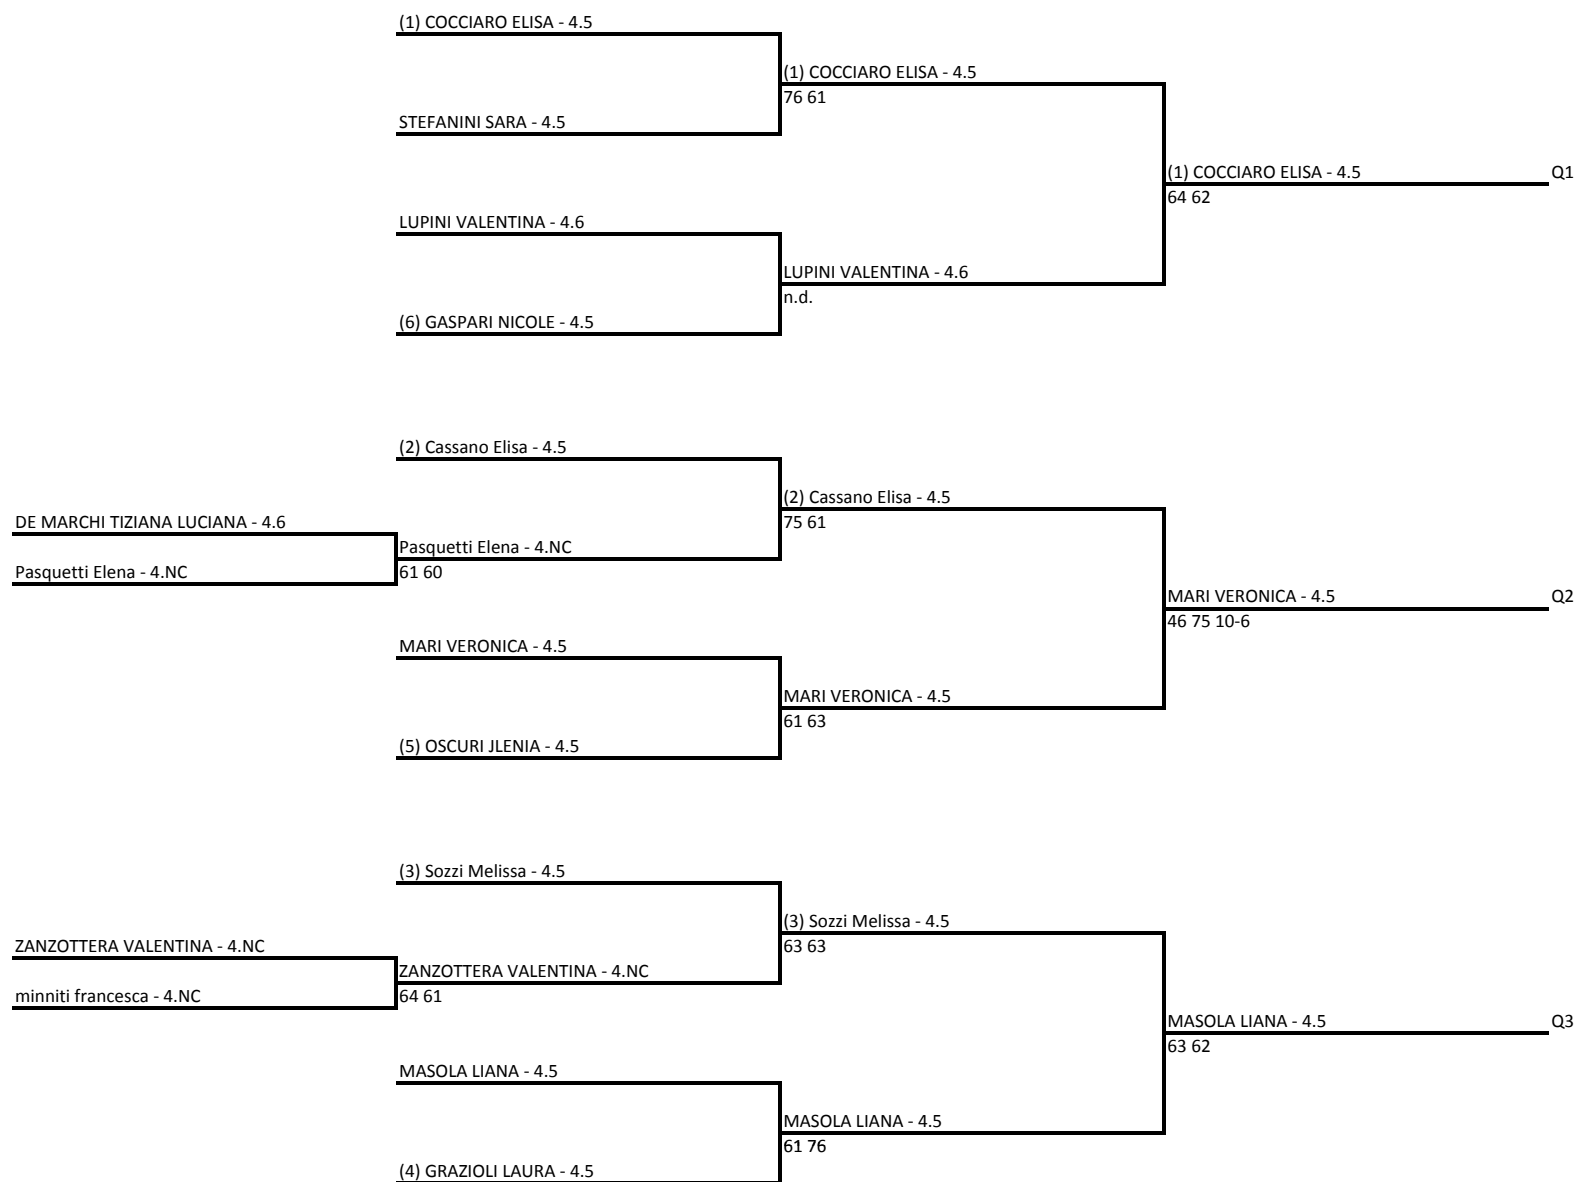 (1) COCCIARO ELISA - 4.5
(1) COCCIARO ELISA - 4.5
76 61
STEFANINI SARA - 4.5
(1) COCCIARO ELISA - 4.5
Q1
64 62
LUPINI VALENTINA - 4.6
LUPINI VALENTINA - 4.6
n.d.
(6) GASPARI NICOLE - 4.5
(2) Cassano Elisa - 4.5
(2) Cassano Elisa - 4.5
75 61
DE MARCHI TIZIANA LUCIANA - 4.6
Pasquetti Elena - 4.NC
61 60
Pasquetti Elena - 4.NC
MARI VERONICA - 4.5
Q2
46 75 10-6
MARI VERONICA - 4.5
MARI VERONICA - 4.5
61 63
(5) OSCURI JLENIA - 4.5
(3) Sozzi Melissa - 4.5
(3) Sozzi Melissa - 4.5
63 63
ZANZOTTERA VALENTINA - 4.NC
ZANZOTTERA VALENTINA - 4.NC
64 61
minniti francesca - 4.NC
MASOLA LIANA - 4.5
Q3
63 62
MASOLA LIANA - 4.5
MASOLA LIANA - 4.5
61 76
(4) GRAZIOLI LAURA - 4.5